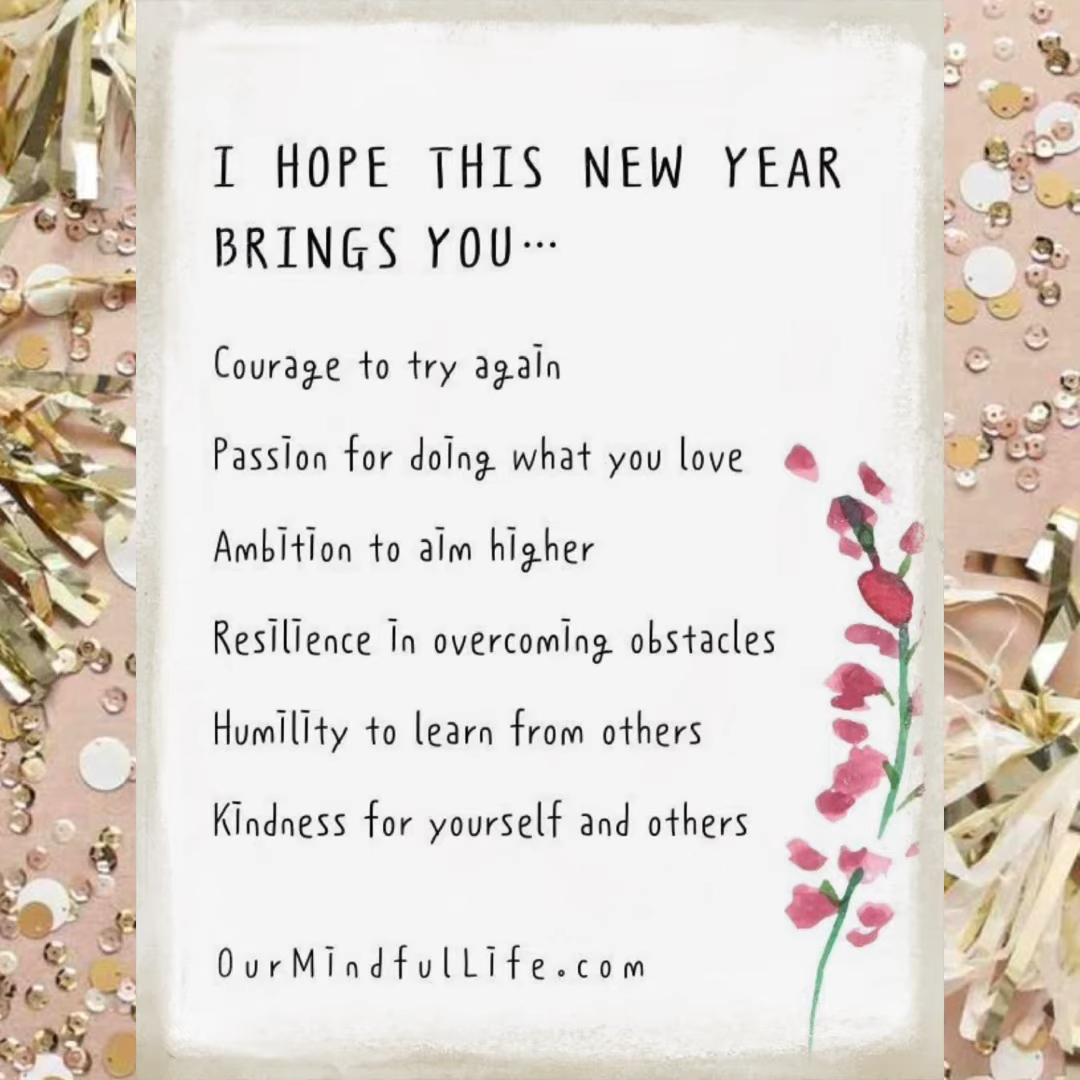 I HOPE THIS NEW YEAR
BRINGS YOU...
Courage to try again
Passion for doing what you love
Ambition to aim higher
Resilience in overcoming obstacles
Humility to learn from others
Kindness for yourself and others
OurMindfulLife.com